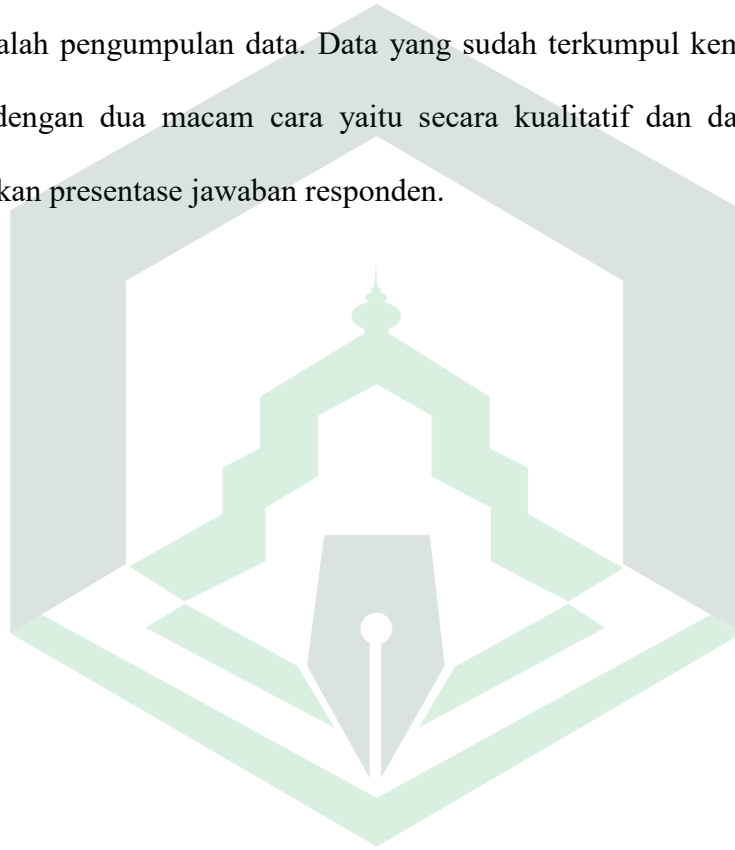 alah pengumpulan data. Data yang sudah terkumpul kem
dengan dua macam cara yaitu secara kualitatif dan da
kan presentase jawaban responden.